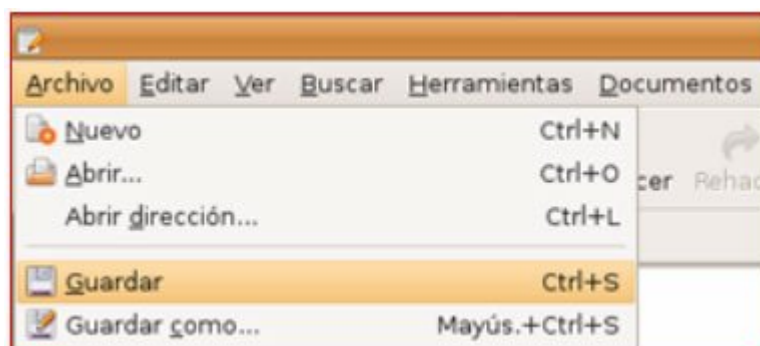 Archivo Editar Ver Buscar Herramientas Documentos
Nuevo Ctrl+N
Abrir... Ctrl+O
cer Rehac
Abrir dirección... Ctrl+L
Guardar Ctrl+S
Guardar como... Mayús.+Ctrl+S